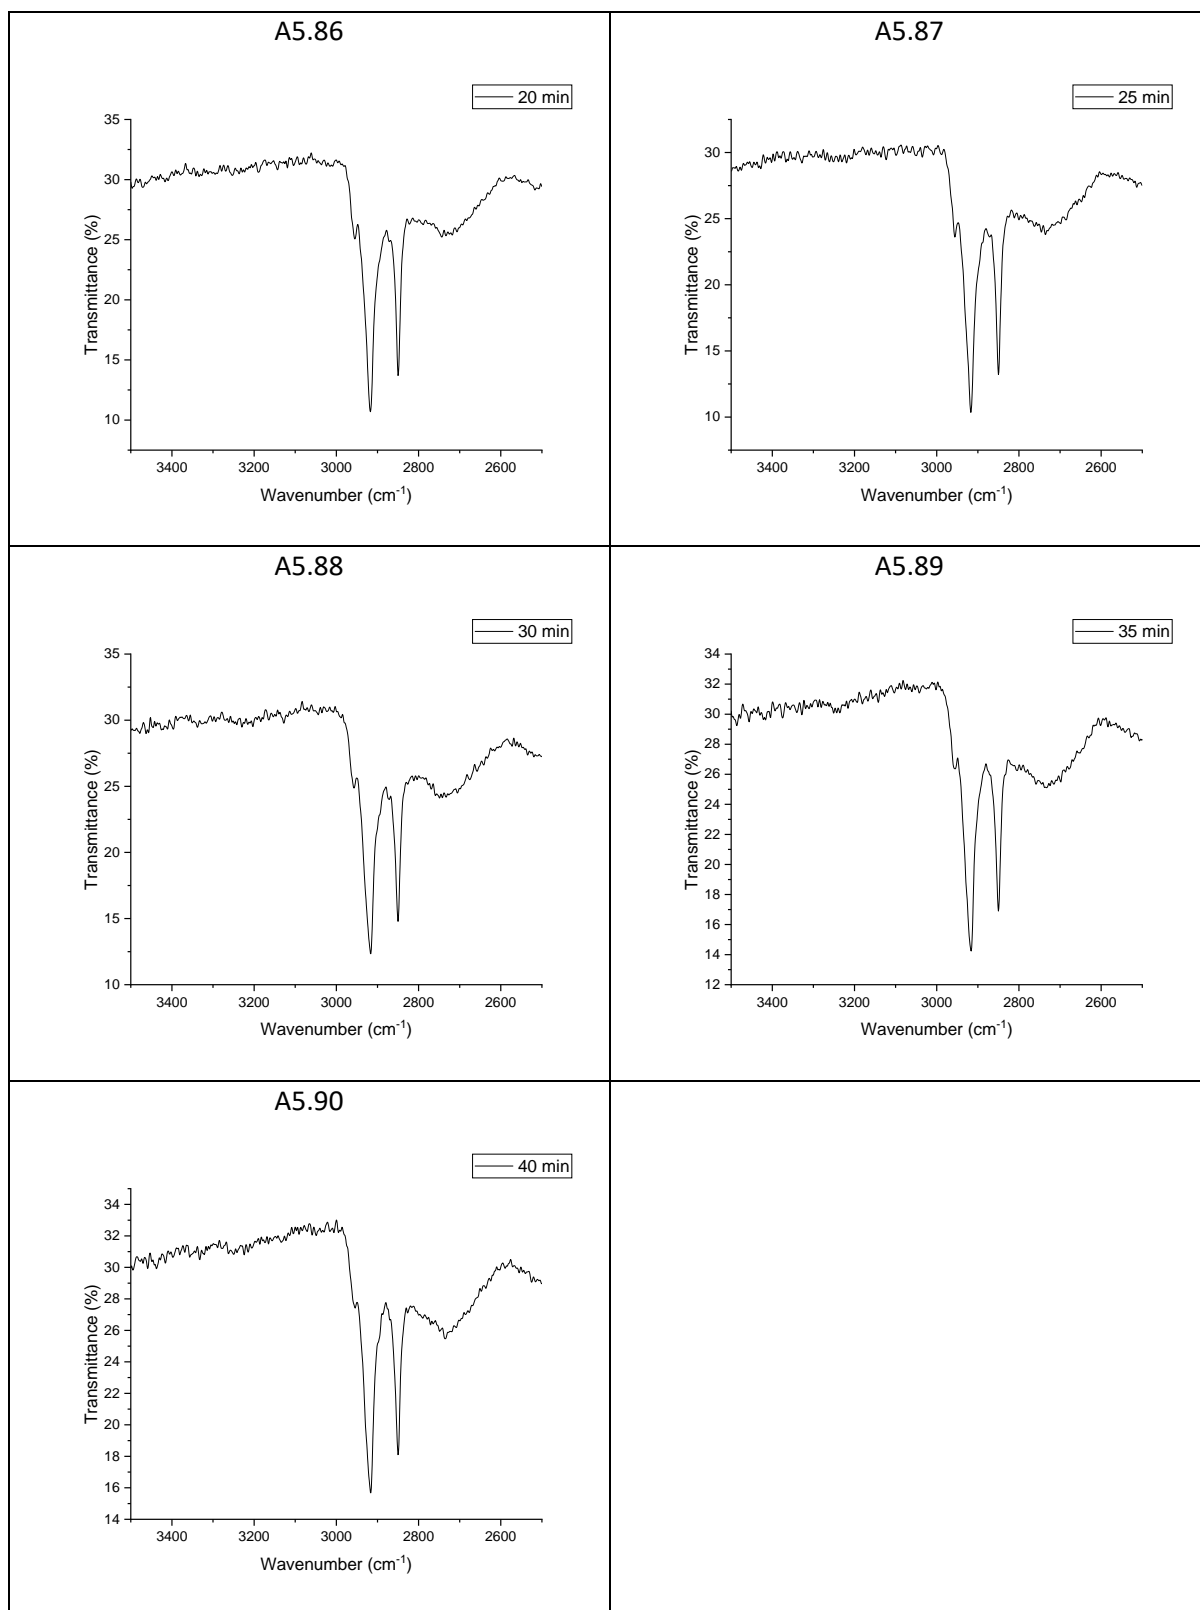 A5.86
20 min
35
30
25
20
15
10
Transmittance (%)
3400 3200 3000 2800 2600
Wavenumber (cm-1)
A5.87
25 min
30
25
20
15
10
Transmittance (%)
3400 3200 3000 2800 2600
Wavenumber (cm-1)
A5.88
30 min
35
30
25
20
15
10
Transmittance (%)
3400 3200 3000 2800 2600
Wavenumber (cm-1)
A5.89
35 min
34
32
30
28
26
24
22
20
18
16
14
12
Transmittance (%)
3400 3200 3000 2800 2600
Wavenumber (cm-1)
A5.90
40 min
34
32
30
28
26
24
22
20
18
16
14
Transmittance (%)
3400 3200 3000 2800 2600
Wavenumber (cm-1)